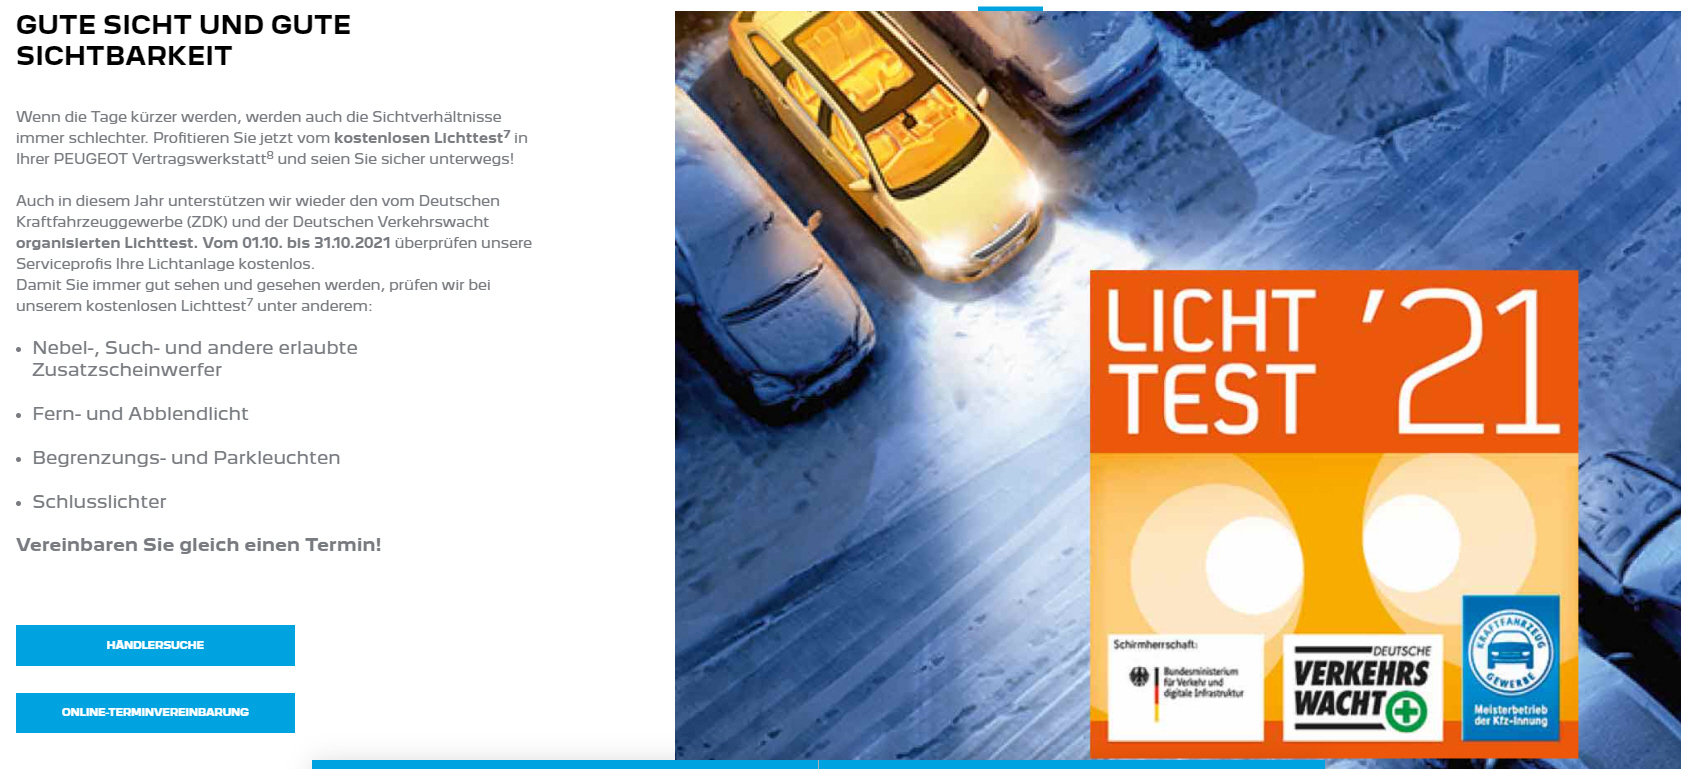 GUTE SICHT UND GUTE
SICHTBARKEIT
Wenn die Tage kürzer werden, werden auch die Sichtverhältnisse
immer schlechter. Profitieren Sie jetzt vom kostenlosen Lichttest⁷ in
Ihrer PEUGEOT Vertragswerkstatt⁸ und seien Sie sicher unterwegs!
Auch in diesem Jahr unterstützen wir wieder den vom Deutschen
Kraftfahrzeuggewerbe (ZDK) und der Deutschen Verkehrswacht
organisierten Lichttest. Vom 01.10. bis 31.10.2021 überprüfen unsere
Serviceprofis Ihre Lichtanlage kostenlos.
Damit Sie immer gut sehen und gesehen werden, prüfen wir bei
unserem kostenlosen Lichttest⁷ unter anderem:
• Nebel-, Such- und andere erlaubte
Zusatzscheinwerfer
• Fern- und Abblendlicht
• Begrenzungs- und Parkleuchten
• Schlusslichter
Vereinbaren Sie gleich einen Termin!
HÄNDLERSUCHE
ONLINE-TERMINVEREINBARUNG
LICHT
TEST '21
Schirmherrschaft:
Bundesministerium
für Verkehr und
digitale Infrastruktur
DEUTSCHE
VERKEHRS
WACHT
KRAFTFAHRZEUG
GEWERBE
Meisterbetrieb
der Kfz-Innung